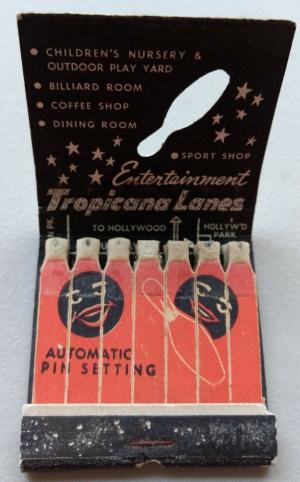 • CHILDREN'S NURSERY &
OUTDOOR PLAY YARD
• BILLIARD ROOM
• COFFEE SHOP
• DINING ROOM
• SPORT SHOP
Entertainment
Tropicana Lanes
TO HOLLYWOOD
HOLLYW'D
PARK
AUTOMATIC
PIN SETTING